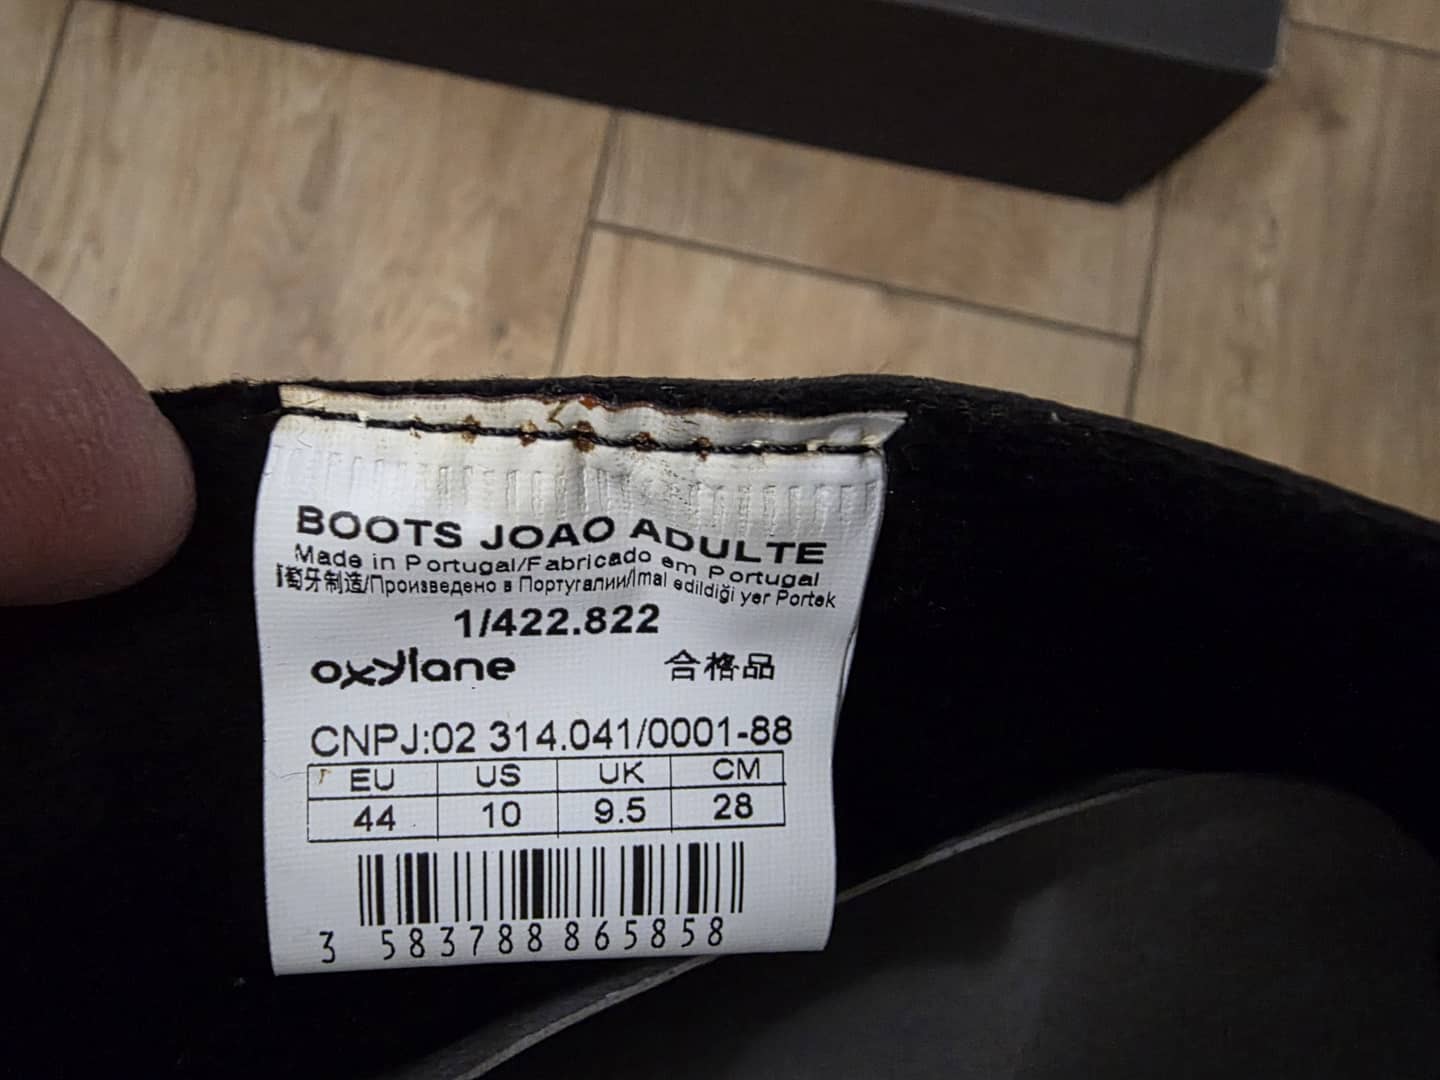 BOOTS JOAO ADULTE
Made in Portugal/Fabricado em Portugal
葡萄牙制造/Произведено в Португалии/Imal edildiği yer Portek
1/422.822
oxylane 合格品
CNPJ:02 314.041/0001-88
EU US UK CM
44 10 9.5 28
3 583788 865858